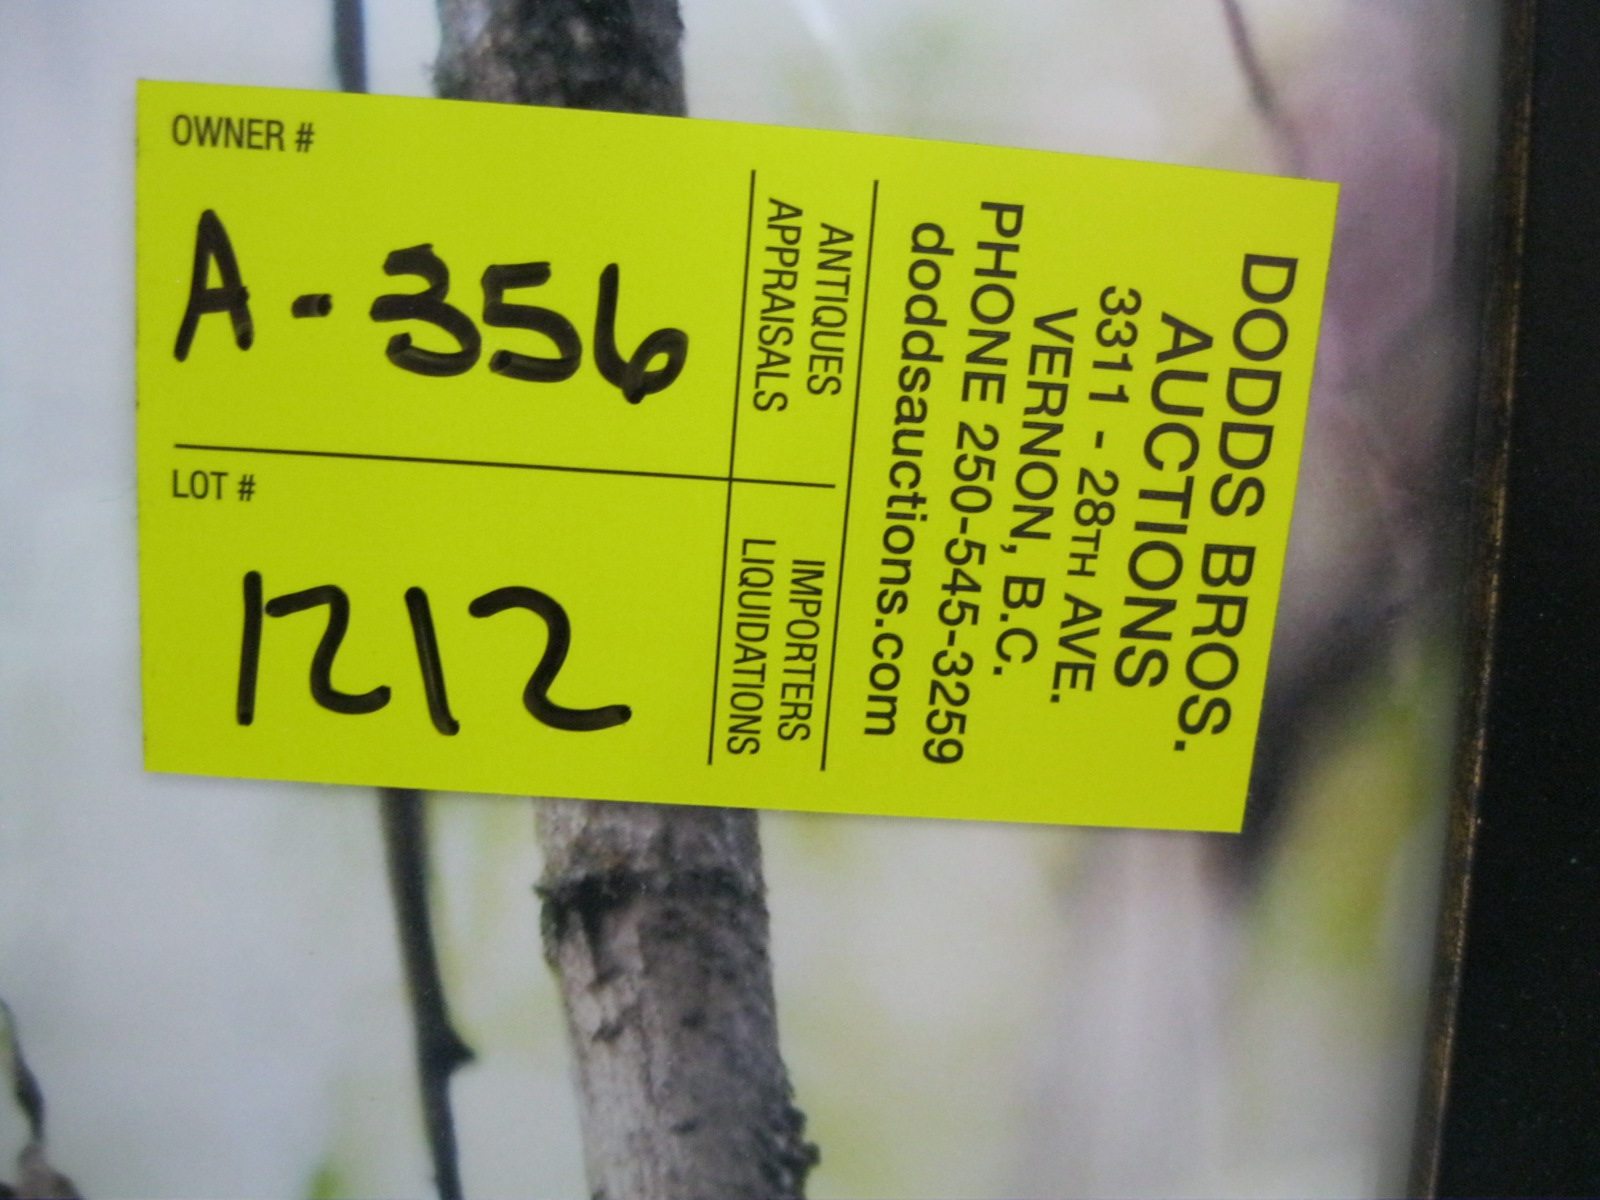 OWNER #
A-356
LOT #
1212
ANTIQUES
APPRAISALS
IMPORTERS
LIQUIDATIONS
DODDS BROS.
AUCTIONS
3311 - 28TH AVE.
VERNON, B.C.
PHONE 250-545-3259
doddsauctions.com